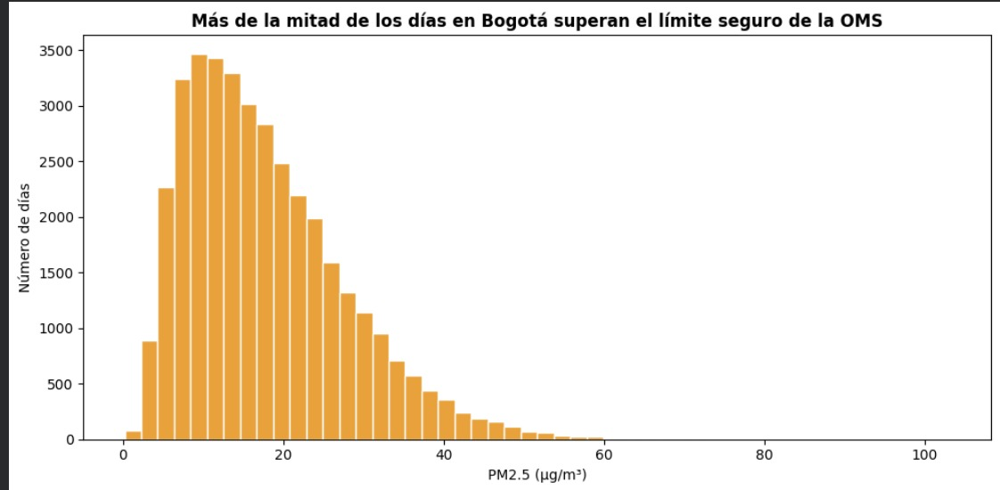 Más de la mitad de los días en Bogotá superan el límite seguro de la OMS
3500
3000
2500
2000
1500
1000
500
0
Número de días
0 20 40 60 80 100
PM2.5 (µg/m³)